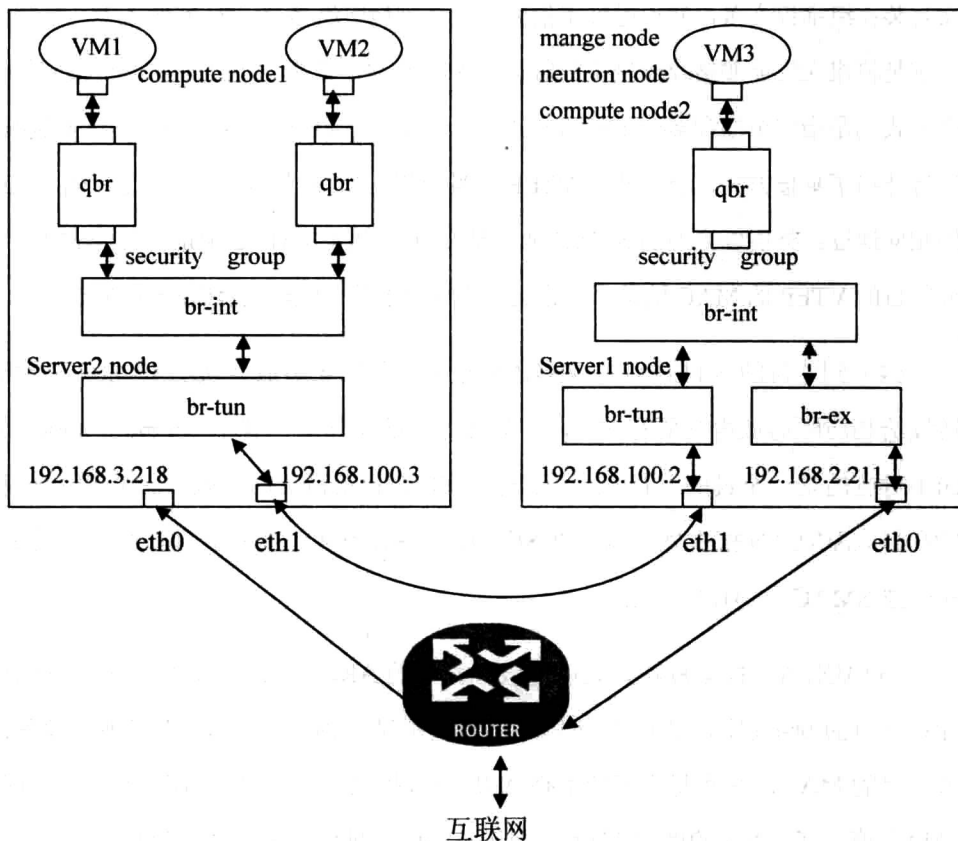 VM1
VM2
compute node1
qbr
qbr
security group
br-int
Server2 node
br-tun
192.168.3.218
192.168.100.3
eth0
eth1
mange node
neutron node
compute node2
VM3
qbr
security group
br-int
Server1 node
br-tun
br-ex
192.168.100.2
192.168.2.211
eth1
eth0
ROUTER
互联网